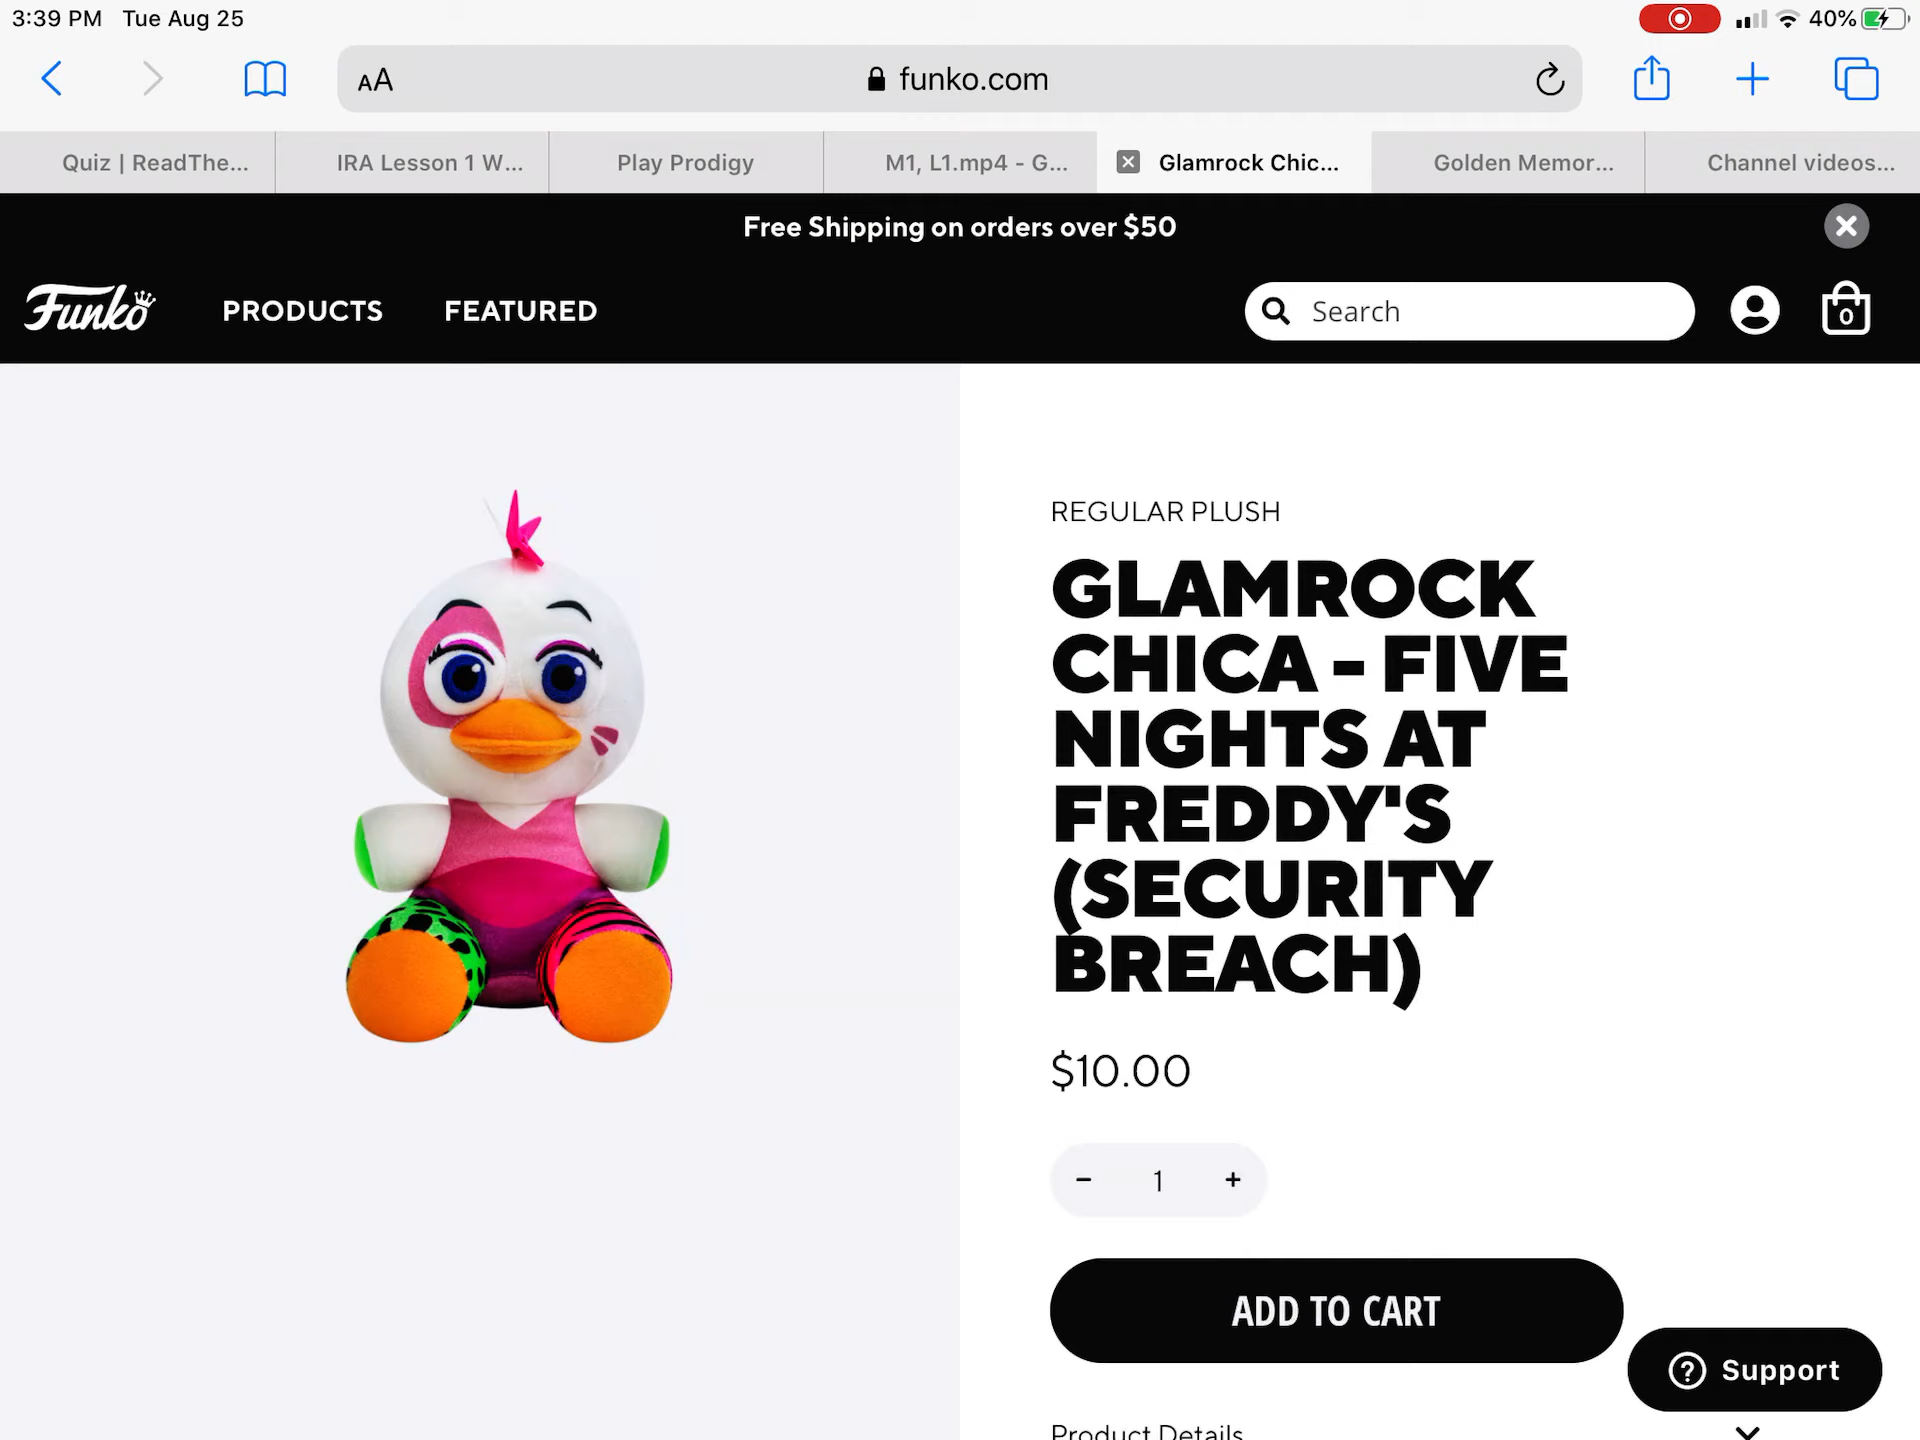 3:39 PM Tue Aug 25
40%
AA funko.com
Quiz | ReadThe... IRA Lesson 1 W... Play Prodigy M1, L1.mp4 - G... Glamrock Chic... Golden Memor... Channel videos...
Free Shipping on orders over $50
Funko PRODUCTS FEATURED Search 0
REGULAR PLUSH
GLAMROCK
CHICA - FIVE
NIGHTS AT
FREDDY'S
(SECURITY
BREACH)
$10.00
- 1 +
ADD TO CART
Support
Product Details